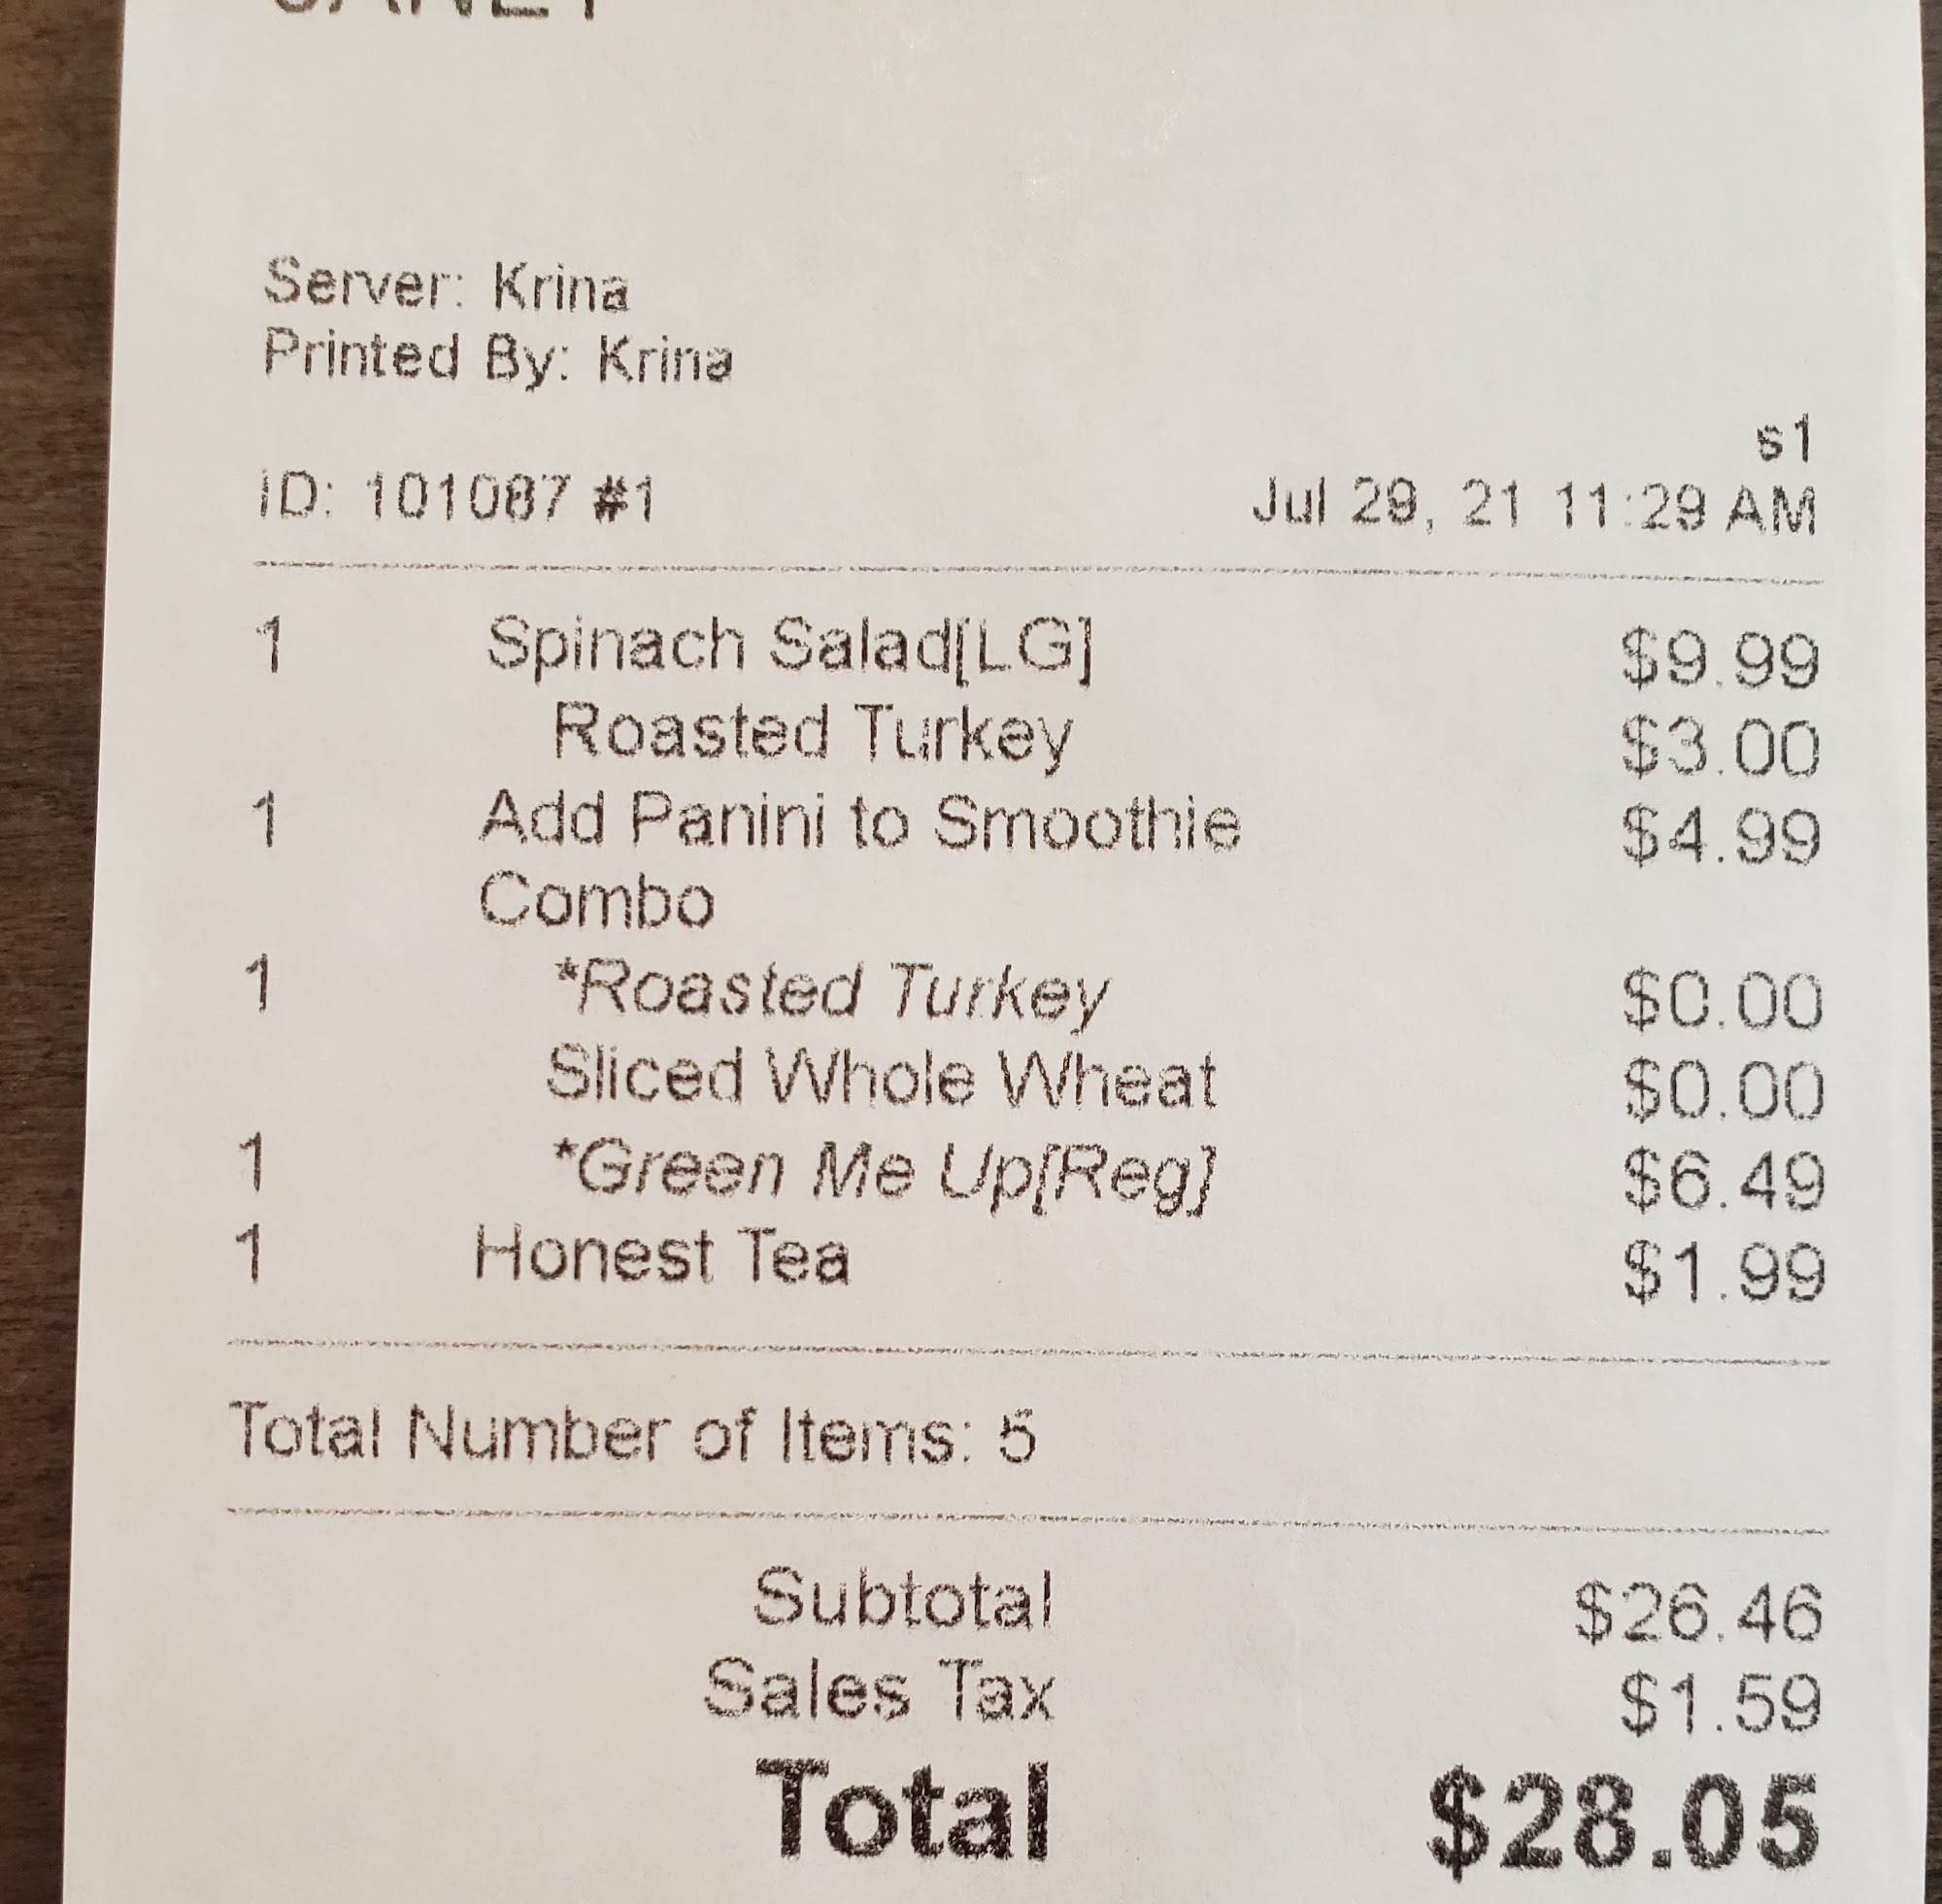 Server: Krina
Printed By: Krina
s1
ID: 101087 #1 Jul 29, 21 11:29 AM
1 Spinach Salad[LG] $9.99
Roasted Turkey $3.00
1 Add Panini to Smoothie $4.99
Combo
1 *Roasted Turkey $0.00
Sliced Whole Wheat $0.00
1 *Green Me Up[Reg] $6.49
1 Honest Tea $1.99
Total Number of Items: 5
Subtotal $26.46
Sales Tax $1.59
Total $28.05